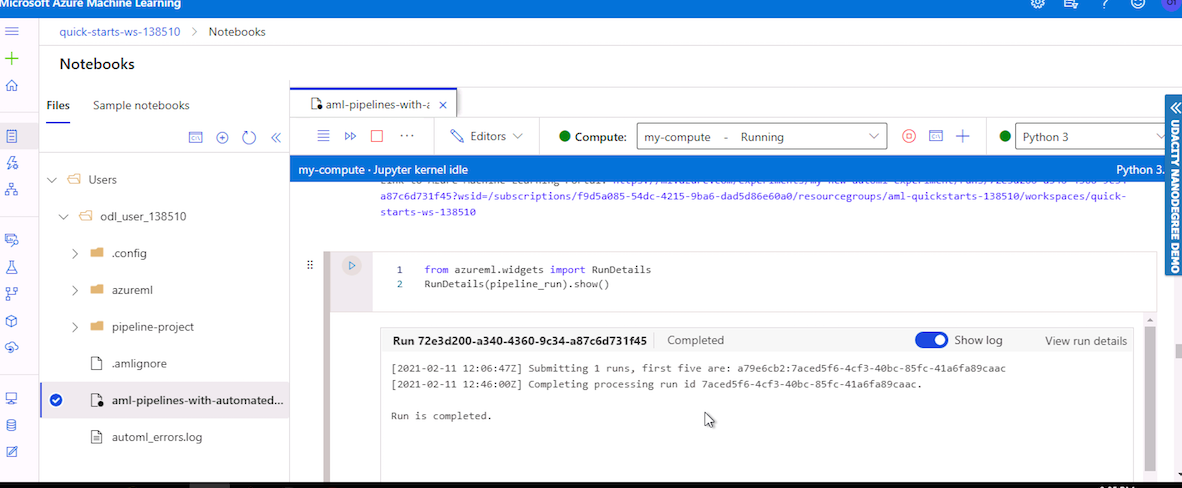 Microsoft Azure Machine Learning
quick-starts-ws-138510 > Notebooks
Notebooks
Files
Sample notebooks
aml-pipelines-with-a
Editors
Compute:
my-compute - Running
Python 3
my-compute · Jupyter kernel idle
Python 3.
UDACITY NANODEGREE DEMO
Users
odl_user_138510
.config
azureml
pipeline-project
.amlignore
aml-pipelines-with-automated...
automl_errors.log
a87c6d731f45?wsid=/subscriptions/f9d5a085-54dc-4215-9ba6-dad5d86e60a0/resourcegroups/aml-quickstarts-138510/workspaces/quick-
starts-ws-138510
1 from azureml.widgets import RunDetails
2 RunDetails(pipeline_run).show()
Run 72e3d200-a340-4360-9c34-a87c6d731f45
Completed
Show log
View run details
[2021-02-11 12:06:47Z] Submitting 1 runs, first five are: a79e6cb2:7aced5f6-4cf3-40bc-85fc-41a6fa89caac
[2021-02-11 12:46:00Z] Completing processing run id 7aced5f6-4cf3-40bc-85fc-41a6fa89caac.
Run is completed.